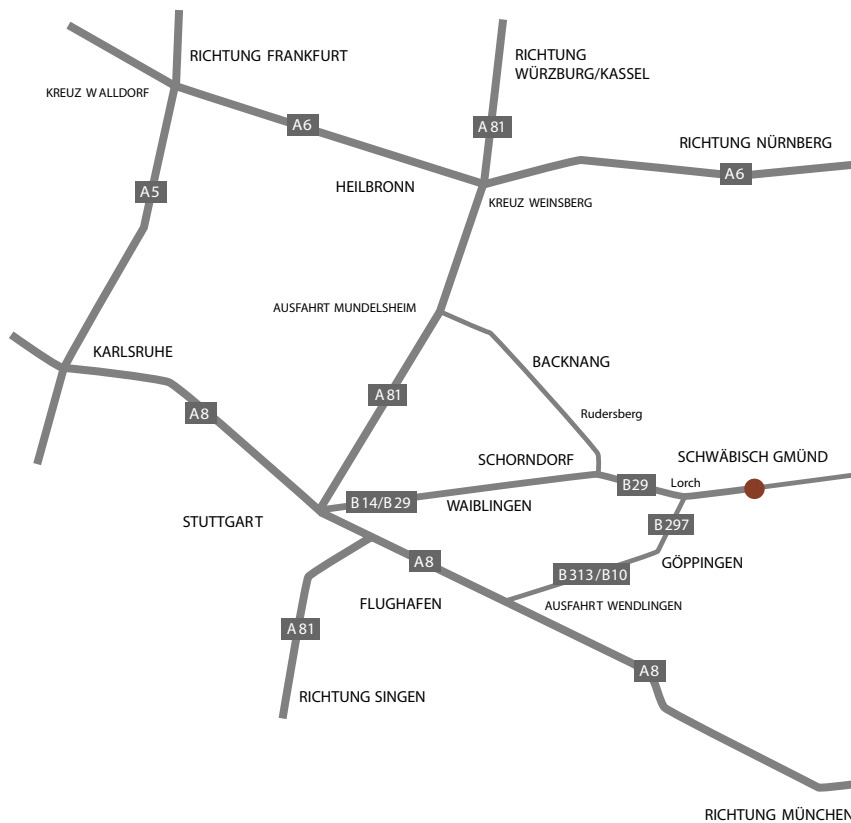 RICHTUNG FRANKFURT
RICHTUNG
WÜRZBURG/KASSEL
KREUZ WALLDORF
A6
A 81
RICHTUNG NÜRNBERG
A6
A5
HEILBRONN
KREUZ WEINSBERG
AUSFAHRT MUNDELSHEIM
KARLSRUHE
BACKNANG
A 81
A8
Rudersberg
SCHORNDORF
SCHWÄBISCH GMÜND
B29
Lorch
B 14/B 29
WAIBLINGEN
STUTTGART
B 297
A8
GÖPPINGEN
B 313/B10
FLUGHAFEN
AUSFAHRT WENDLINGEN
A 81
A8
RICHTUNG SINGEN
RICHTUNG MÜNCHEN